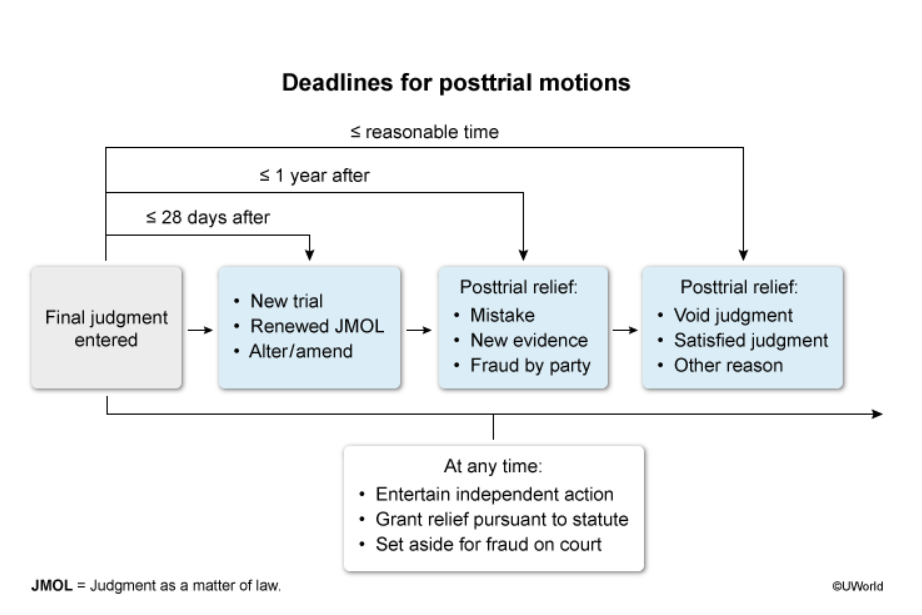 Deadlines for posttrial motions
≤ reasonable time
≤ 1 year after
≤ 28 days after
Final judgment
entered
• New trial
• Renewed JMOL
• Alter/amend
Posttrial relief:
• Mistake
• New evidence
• Fraud by party
Posttrial relief:
• Void judgment
• Satisfied judgment
• Other reason
At any time:
• Entertain independent action
• Grant relief pursuant to statute
• Set aside for fraud on court
JMOL = Judgment as a matter of law.
©UWorld